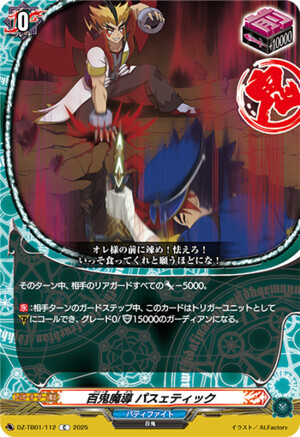 0
グレード
+10000
鬼
オレ様の前に竦め！怯えろ！
いっそ食ってくれと願うほどにな！
そのターン中、相手のリアガードすべての-5000。
永:相手ターンのガードステップ中、このカードはトリガーユニットとして
にコールでき、グレード0/15000のガーディアンになる。
百鬼魔導 パスェティック
バディファイト
百鬼
DZ-TB01/112 C 2025
イラスト/ At.Factory